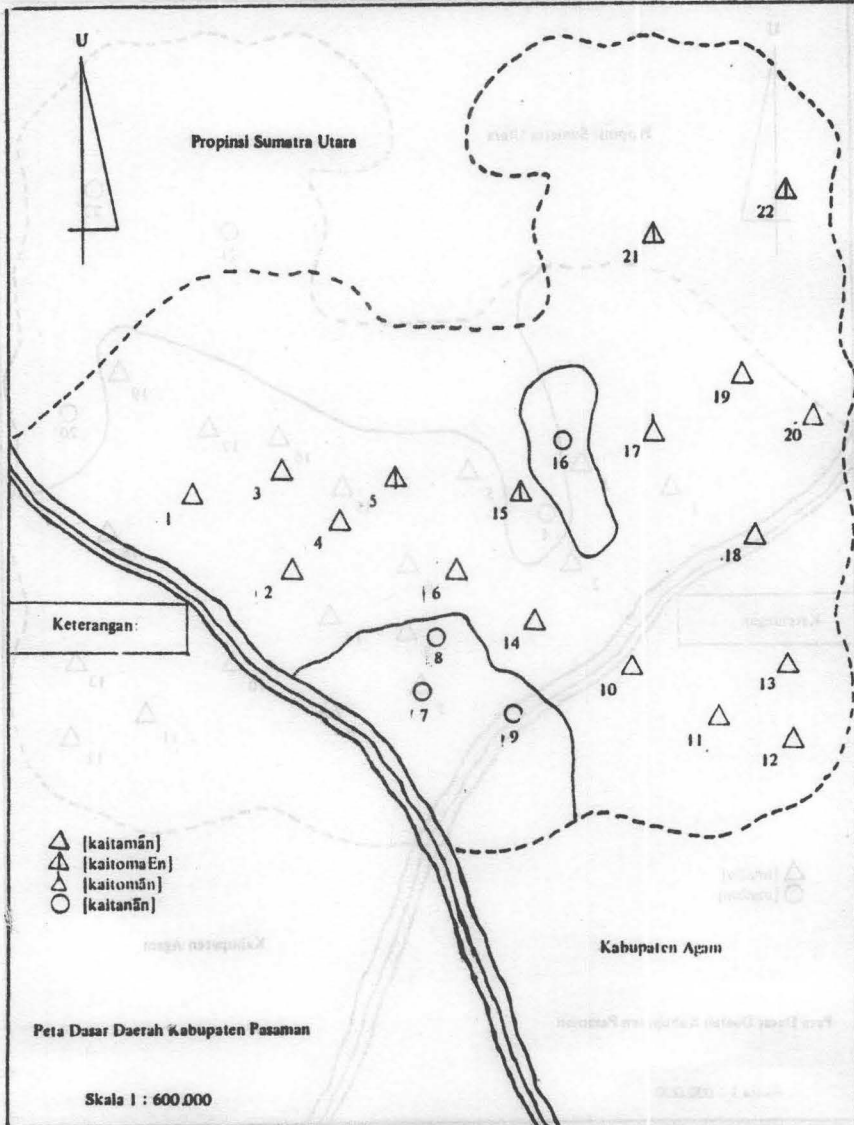 U
Propinsi Sumatra Utara
22
21
19
20
17
16
3
5
15
1
4
18
2
6
Keterangan:
14
8
13
10
7
9
11
12
[kaitamãn]
[kaitomaEn]
[kaitomãn]
[kaitanãn]
Kabupaten Agam
Peta Dasar Daerah Kabupaten Pasaman
Skala 1 : 600.000